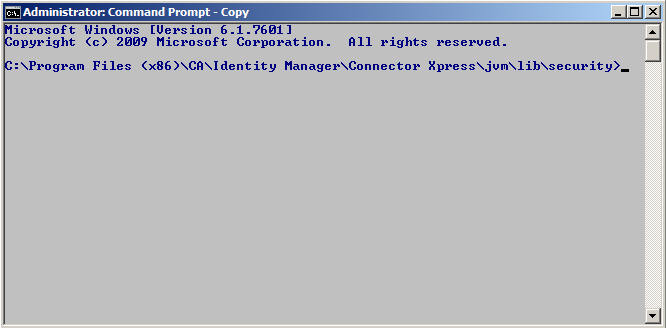 Administrator: Command Prompt - Copy
Microsoft Windows [Version 6.1.7601]
Copyright (c) 2009 Microsoft Corporation.  All rights reserved.
C:\Program Files (x86)\CA\Identity Manager\Connector Xpress\jvm\lib\security>